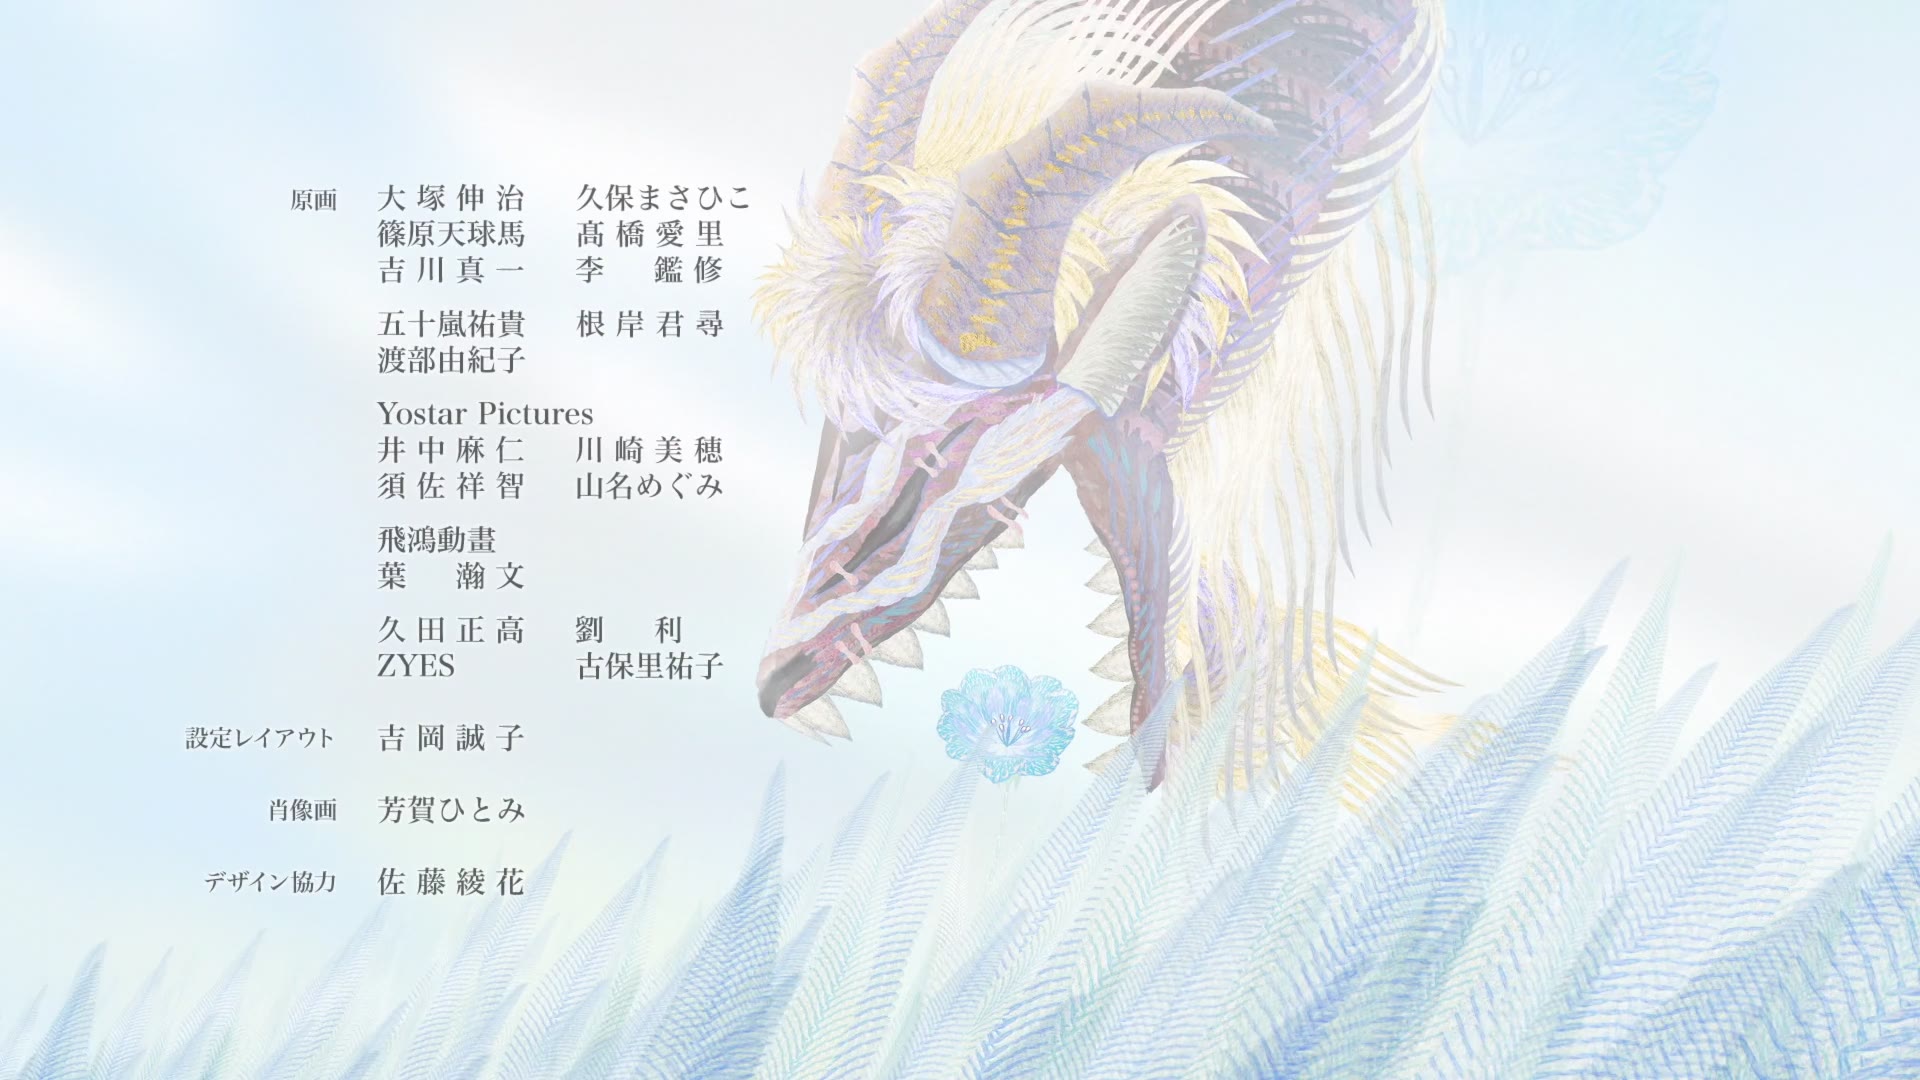 原画 大塚伸治 久保まさひこ
篠原天球馬 髙橋愛里
吉川真一 李鑑修
五十嵐祐貴 根岸君尋
渡部由紀子
Yostar Pictures
井中麻仁 川崎美穂
須佐祥智 山名めぐみ
飛鴻動畫
葉瀚文
久田正高 劉利
ZYES 古保里祐子
設定レイアウト 吉岡誠子
肖像画 芳賀ひとみ
デザイン協力 佐藤綾花